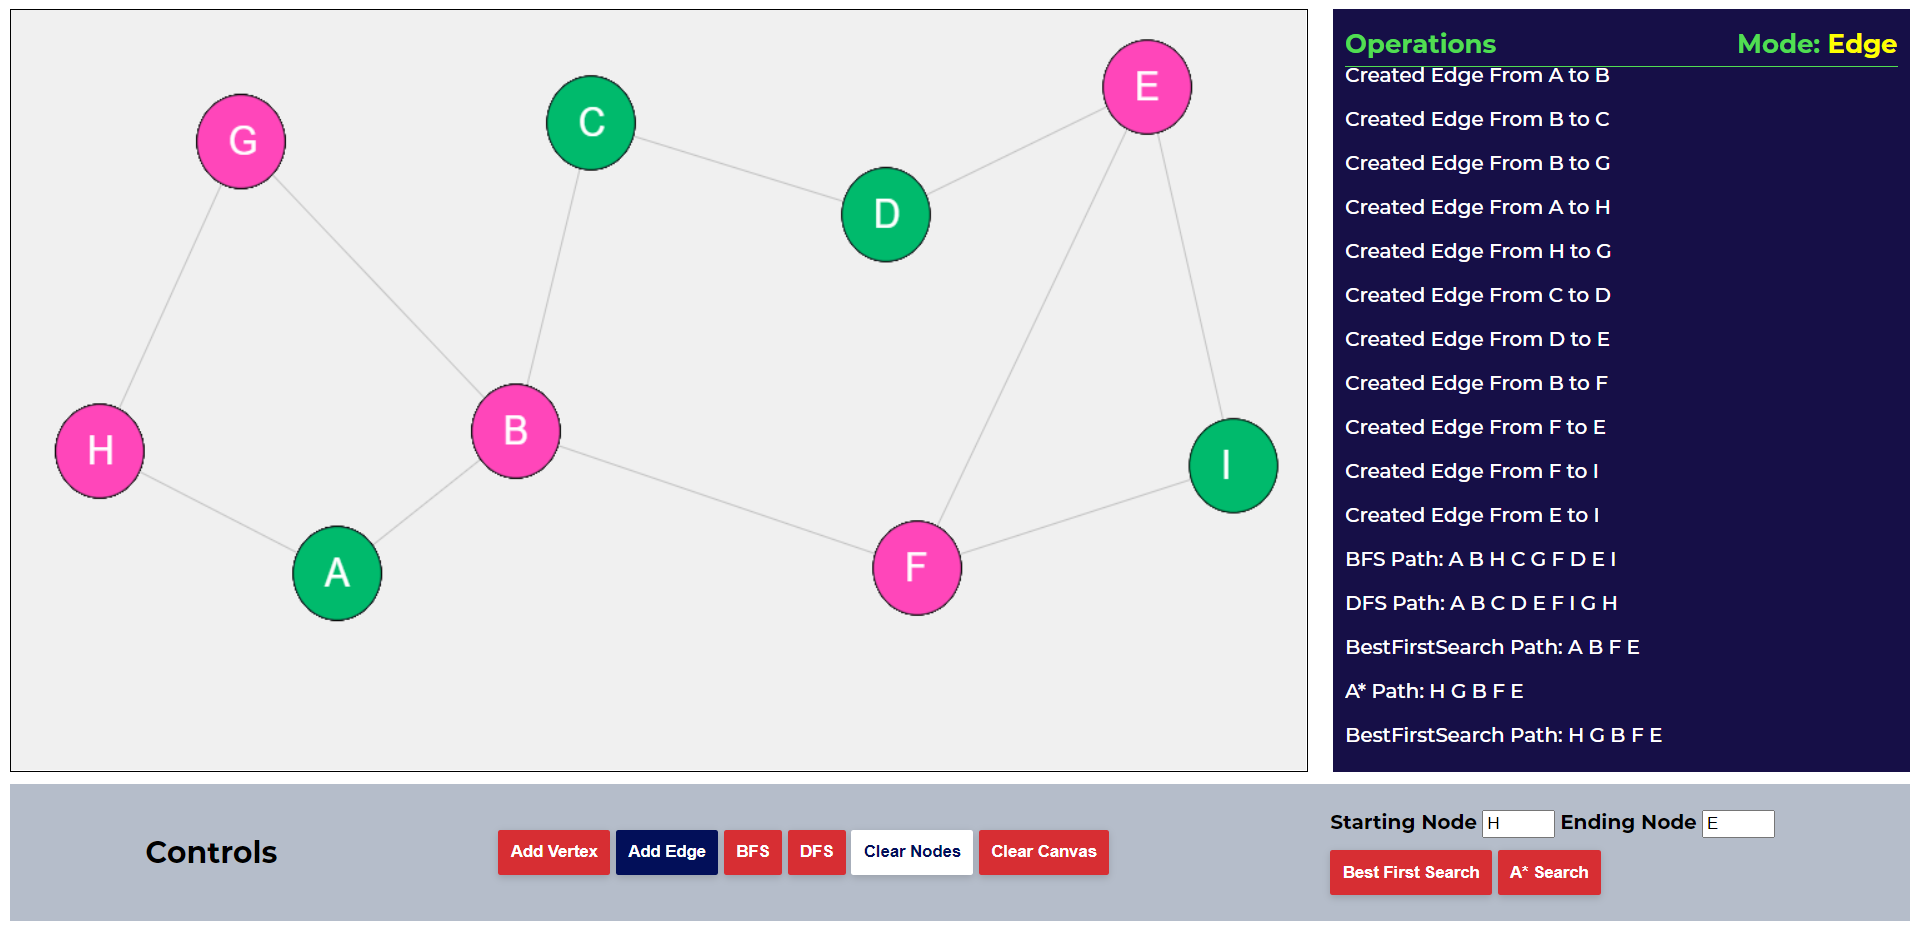 G
C
E
D
H
B
I
A
F
Operations Mode: Edge
Created Edge From A to B
Created Edge From B to C
Created Edge From B to G
Created Edge From A to H
Created Edge From H to G
Created Edge From C to D
Created Edge From D to E
Created Edge From B to F
Created Edge From F to E
Created Edge From F to I
Created Edge From E to I
BFS Path: A B H C G F D E I
DFS Path: A B C D E F I G H
BestFirstSearch Path: A B F E
A* Path: H G B F E
BestFirstSearch Path: H G B F E
Controls
Add Vertex Add Edge BFS DFS Clear Nodes Clear Canvas
Starting Node H Ending Node E
Best First Search A* Search